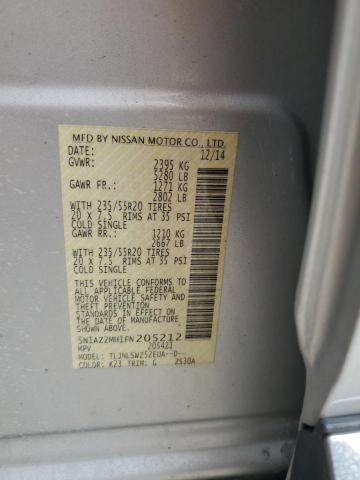 MFD BY NISSAN MOTOR CO., LTD.
DATE: 12/14
GVWR: 2395 KG
5280 LB
GAWR FR.: 1271 KG
2802 LB
WITH 235/55R20 TIRES
20 x 7.5 RIMS AT 35 PSI
COLD SINGLE
GAWR RR.: 1210 KG
2667 LB
WITH 235/55R20 TIRES
20 x 7.5 RIMS AT 35 PSI
COLD SINGLE
THIS VEHICLE CONFORMS TO
ALL APPLICABLE FEDERAL
MOTOR VEHICLE SAFETY
STANDARDS IN EFFECT ON
THE DATE OF MANUFACTURE
SHOWN ABOVE.
5N1AZ2MH1FN205212
MPV 205421
MODEL: TLJNLSWZ52EUA--D--
COLOR: K23 TRIM: G 2S30A